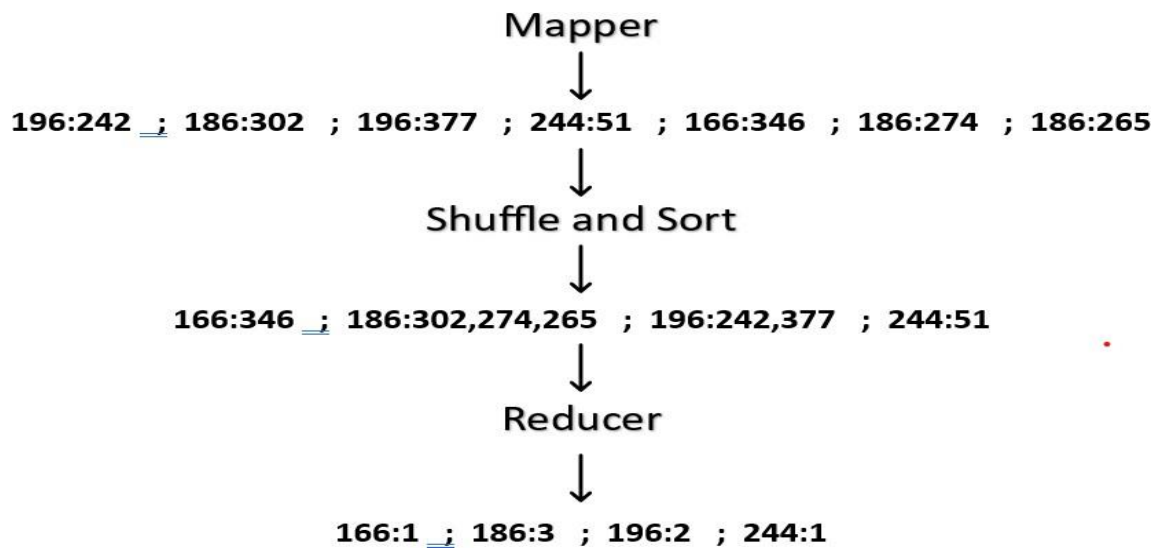 Mapper
196:242 ; 186:302 ; 196:377 ; 244:51 ; 166:346 ; 186:274 ; 186:265
Shuffle and Sort
166:346 ; 186:302,274,265 ; 196:242,377 ; 244:51
Reducer
166:1 ; 186:3 ; 196:2 ; 244:1